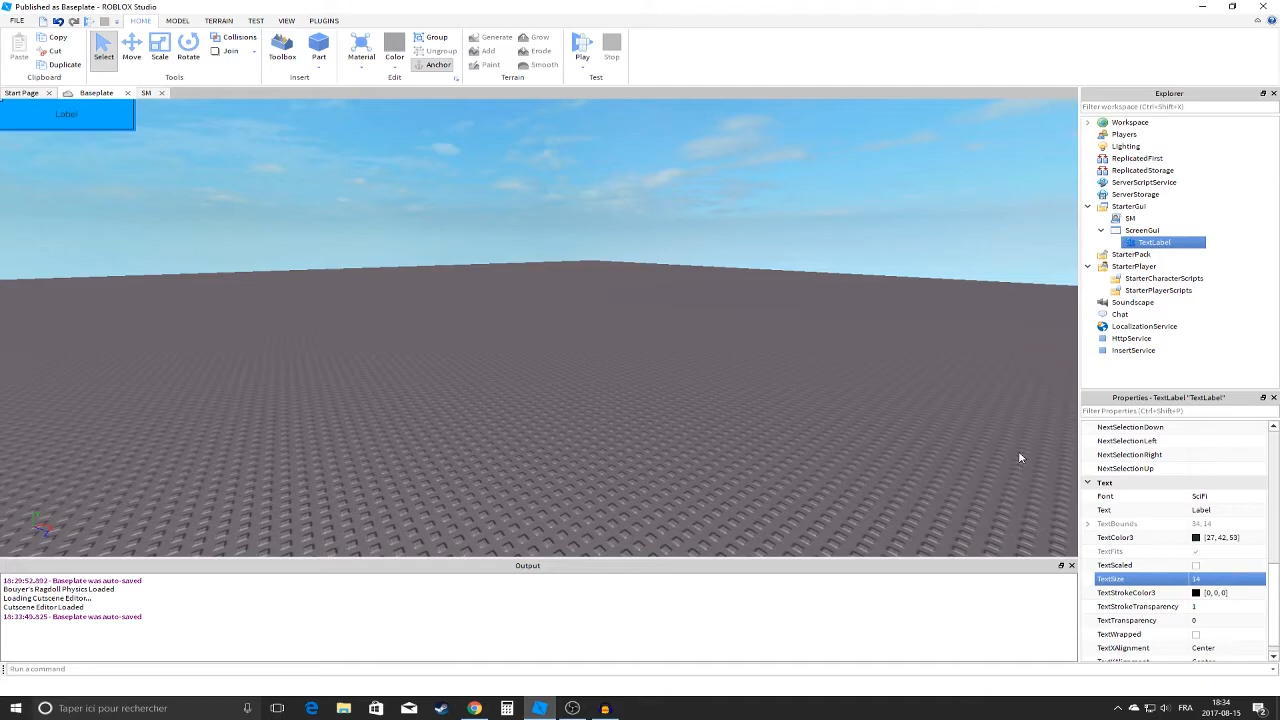 Published as Baseplate - ROBLOX Studio
FILE HOME MODEL TERRAIN TEST VIEW PLUGINS
Paste Copy Cut Duplicate Select Move Scale Rotate Collisions Join Toolbox Part Material Color Group Ungroup Anchor Generate Add Paint Grow Erode Smooth Play Stop
Clipboard Tools Insert Edit Terrain Test
Start Page Baseplate SM
Label
Explorer
Filter workspace (Ctrl+Shift+X)
Workspace
Players
Lighting
ReplicatedFirst
ReplicatedStorage
ServerScriptService
ServerStorage
StarterGui
SM
ScreenGui
TextLabel
StarterPack
StarterPlayer
StarterCharacterScripts
StarterPlayerScripts
Soundscape
Chat
LocalizationService
HttpService
InsertService
Properties - TextLabel "TextLabel"
Filter Properties (Ctrl+Shift+P)
NextSelectionDown
NextSelectionLeft
NextSelectionRight
NextSelectionUp
Text
Font SciFi
Text Label
TextBounds 34, 14
TextColor3 [27, 42, 53]
TextFits
TextScaled
TextSize 14
TextStrokeColor3 [0, 0, 0]
TextStrokeTransparency 1
TextTransparency 0
TextWrapped
TextXAlignment Center
Output
18:29:52.892 - Baseplate was auto-saved
Bouyer's Ragdoll Physics Loaded
Loading Cutscene Editor...
Cutscene Editor Loaded
18:33:49.825 - Baseplate was auto-saved
Run a command
Taper ici pour rechercher
FRA
18:34
2017-08-15
2